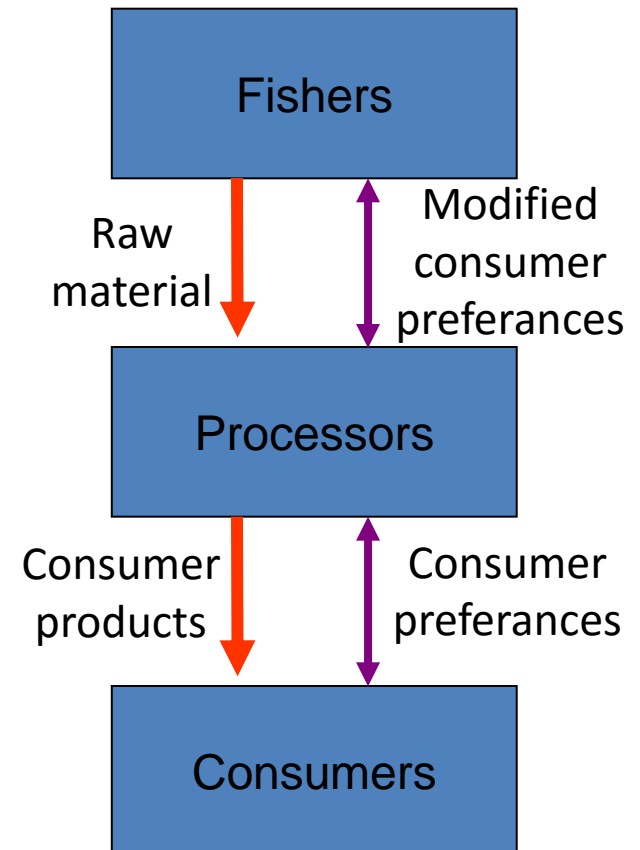 Fishers
Raw
material
Modified
consumer
preferances
Processors
Consumer
products
Consumer
preferances
Consumers